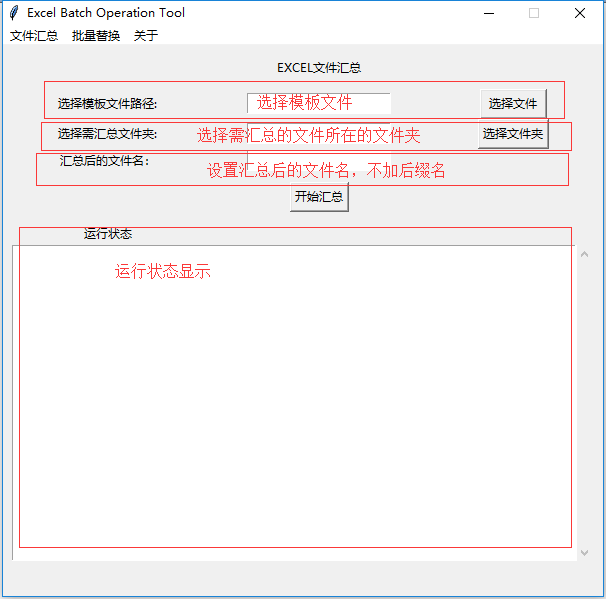 Excel Batch Operation Tool
文件汇总 批量替换 关于
EXCEL文件汇总
选择模板文件路径: 选择模板文件 选择文件
选择需汇总文件夹: 选择需汇总的文件所在的文件夹 选择文件夹
汇总后的文件名: 设置汇总后的文件名，不加后缀名
开始汇总
运行状态
运行状态显示